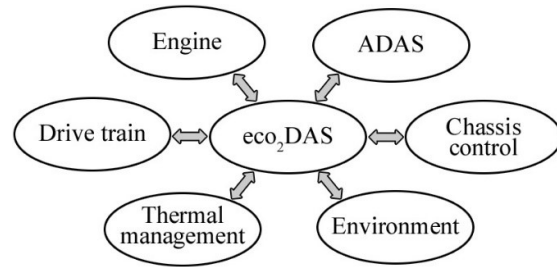 Engine
ADAS
Drive train
eco₂DAS
Chassis
control
Thermal
management
Environment